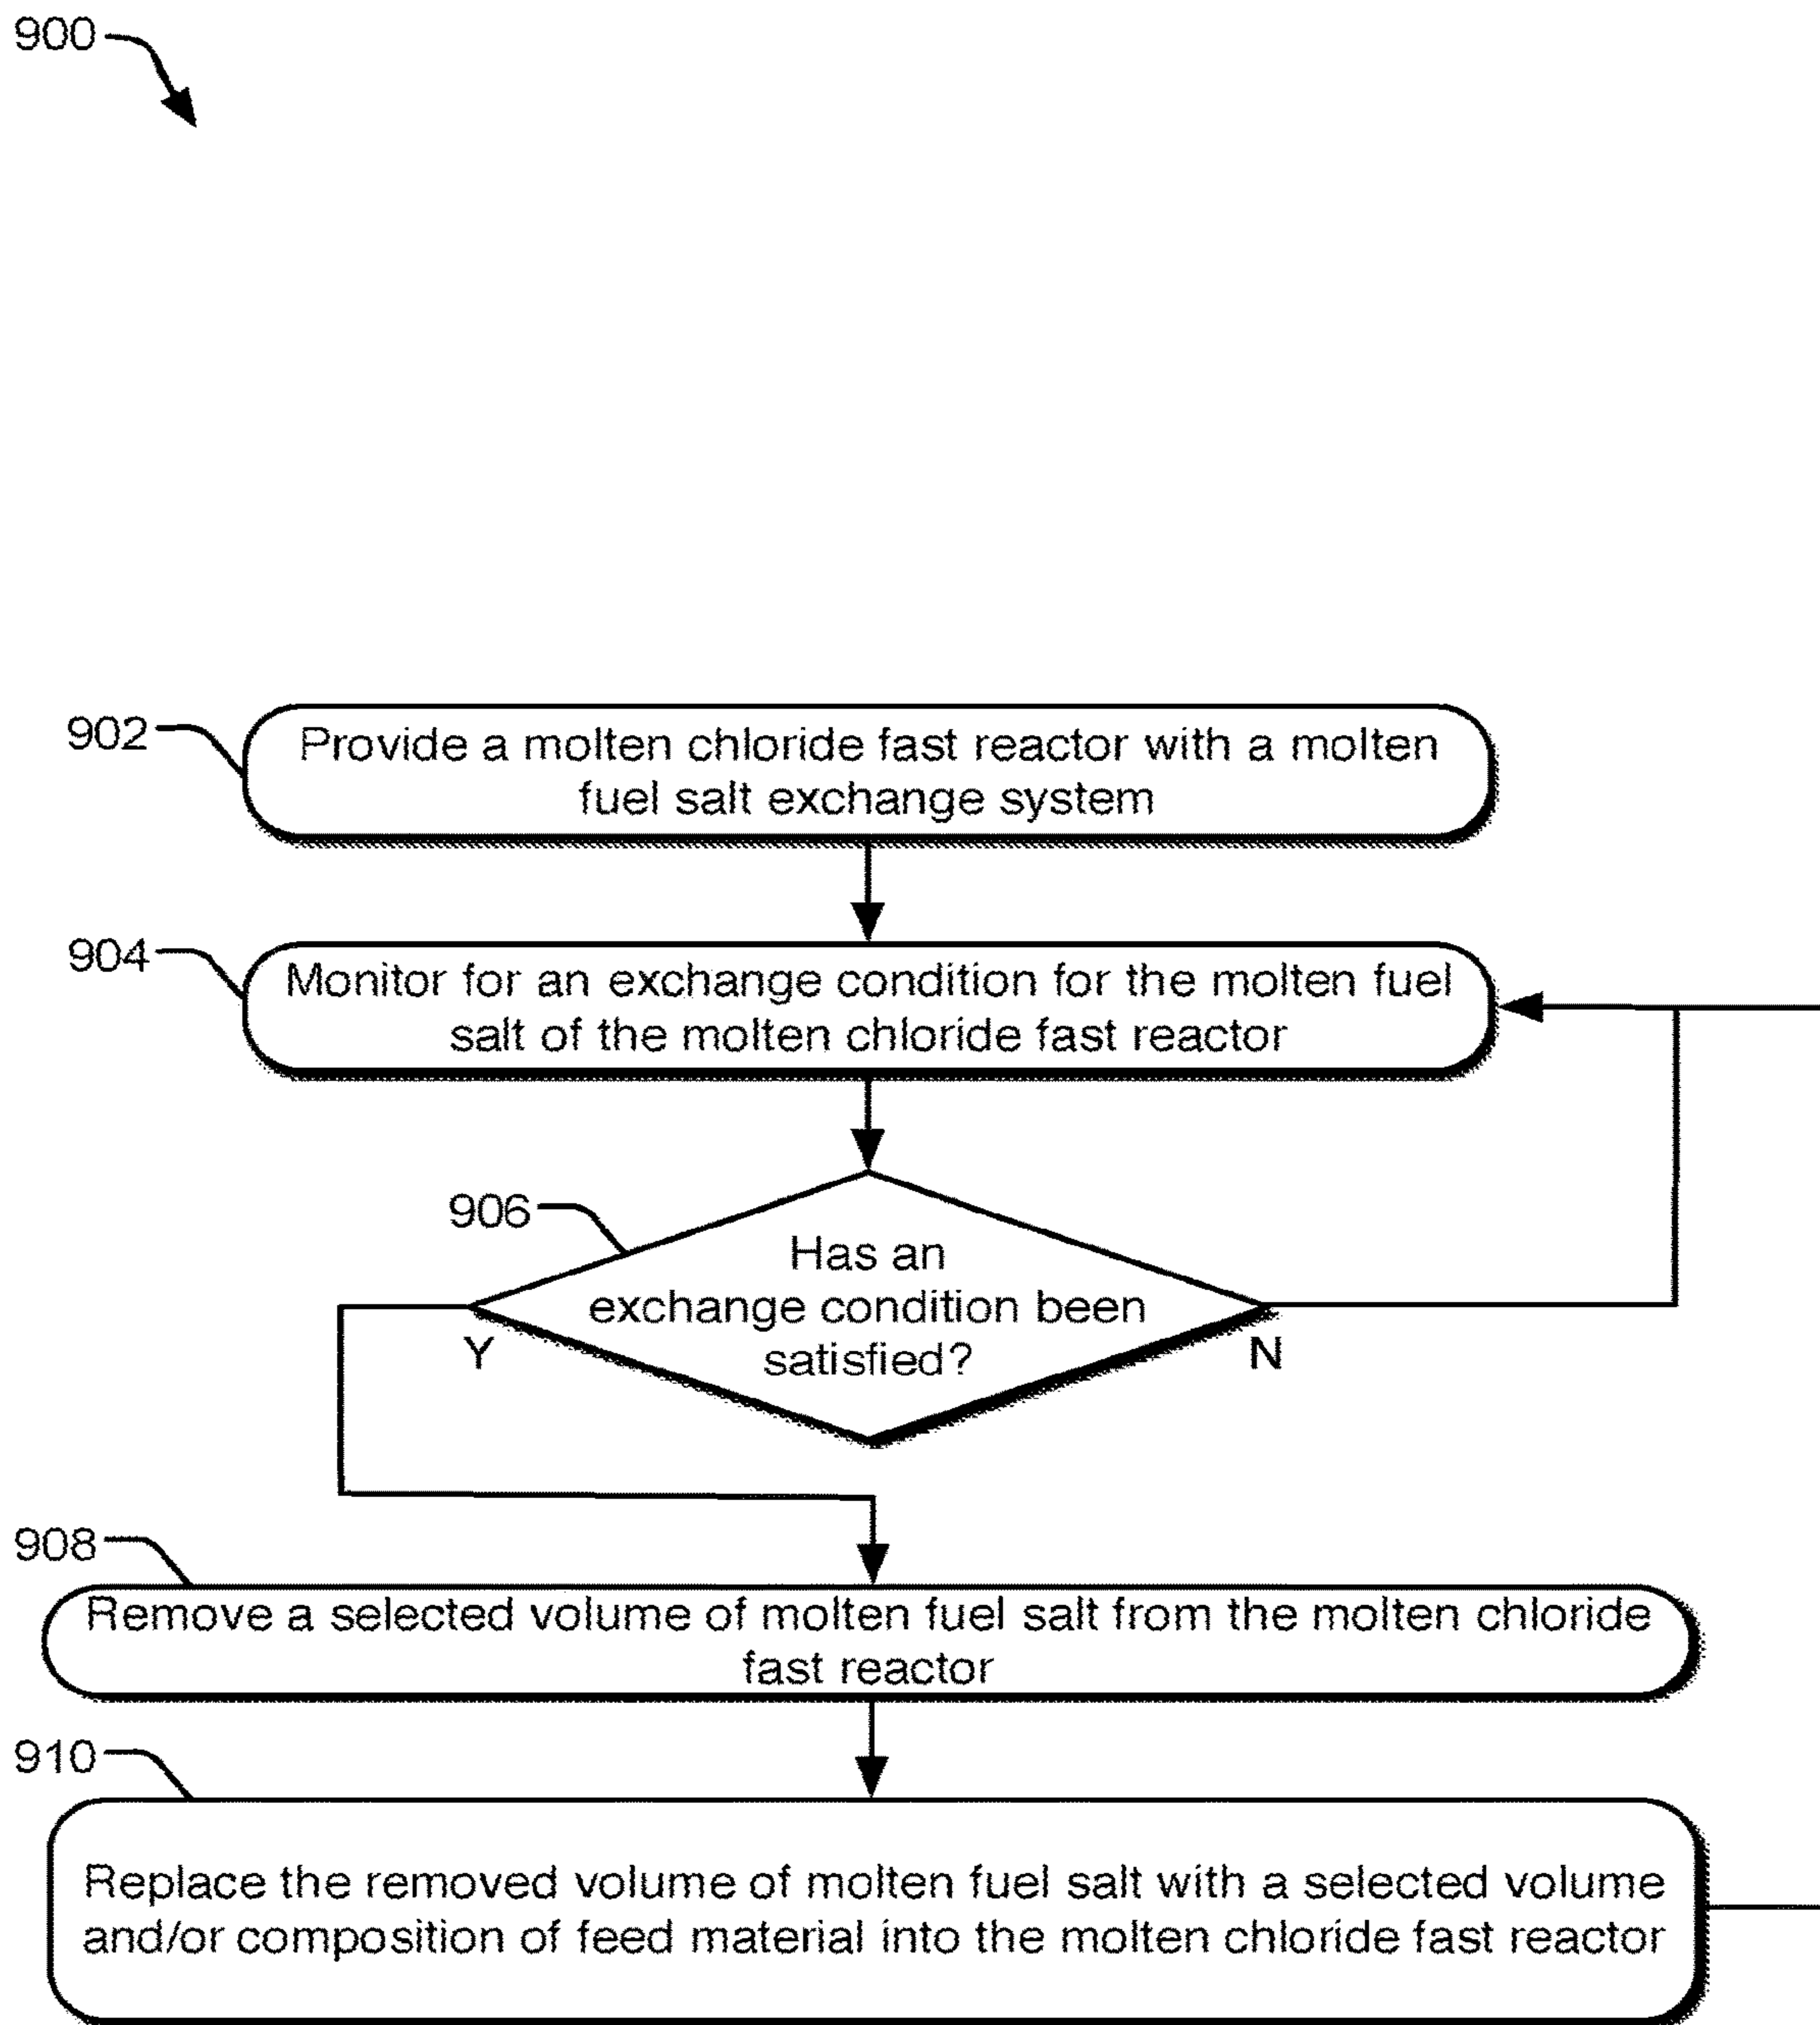 900
902
Provide a molten chloride fast reactor with a molten
fuel salt exchange system
904
Monitor for an exchange condition for the molten fuel
salt of the molten chloride fast reactor
906
Has an
exchange condition been
satisfied?
Y
N
908
Remove a selected volume of molten fuel salt from the molten chloride
fast reactor
910
Replace the removed volume of molten fuel salt with a selected volume
and/or composition of feed material into the molten chloride fast reactor